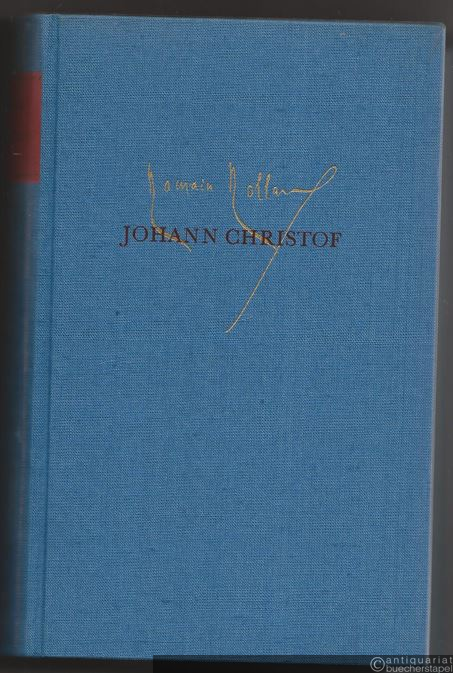 Romain Rolland
JOHANN CHRISTOF
© antiquariat
buecherstapel